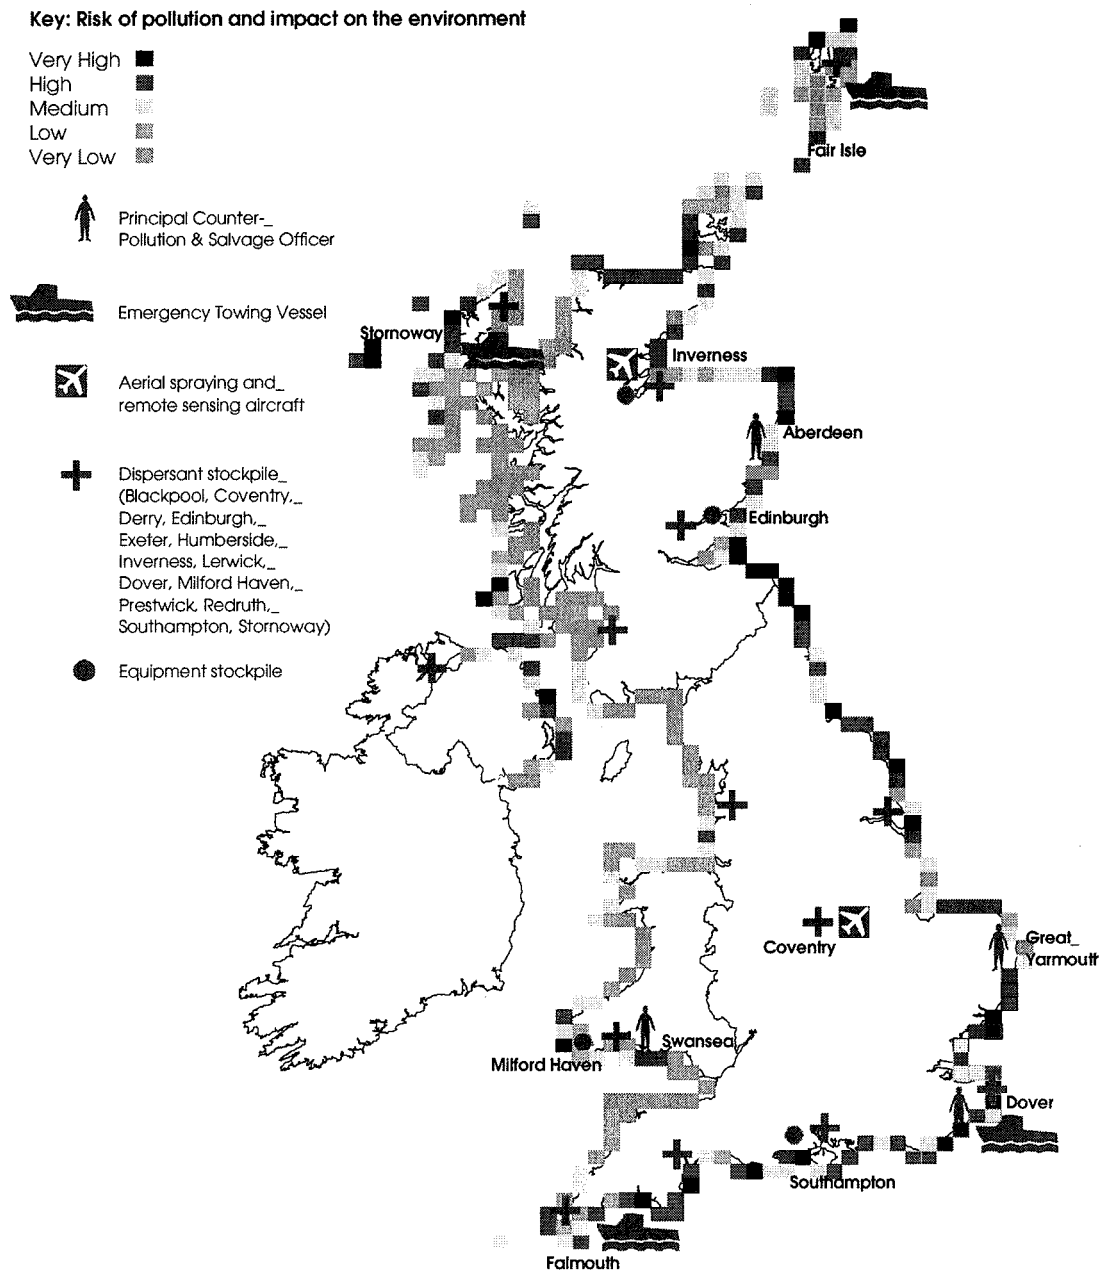 Key: Risk of pollution and impact on the environment
Very High
High
Medium
Low
Very Low
Principal Counter-_
Pollution & Salvage Officer
Emergency Towing Vessel
Aerial spraying and_
remote sensing aircraft
Dispersant stockpile_
(Blackpool, Coventry,_
Derry, Edinburgh,_
Exeter, Humberside,_
Inverness, Lerwick,_
Dover, Milford Haven,_
Prestwick, Redruth,_
Southampton, Stornoway)
Equipment stockpile
Fair Isle
Stornoway
Inverness
Aberdeen
Edinburgh
Coventry
Great_
Yarmouth
Swansea
Milford Haven
Dover
Southampton
Falmouth